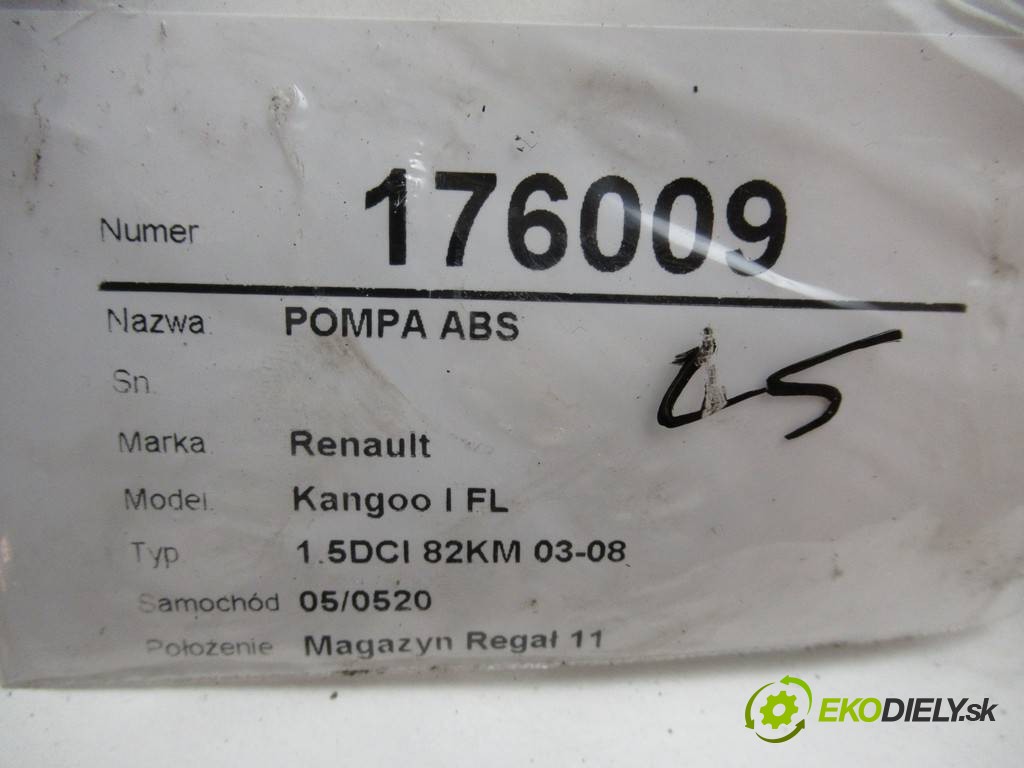 Numer 176009
Nazwa: POMPA ABS
Sn.
Marka: Renault
Model: Kangoo I FL
Typ 1.5DCI 82KM 03-08
Samochód 05/0520
Położenie Magazyn Regał 11
EKODIELY.sk